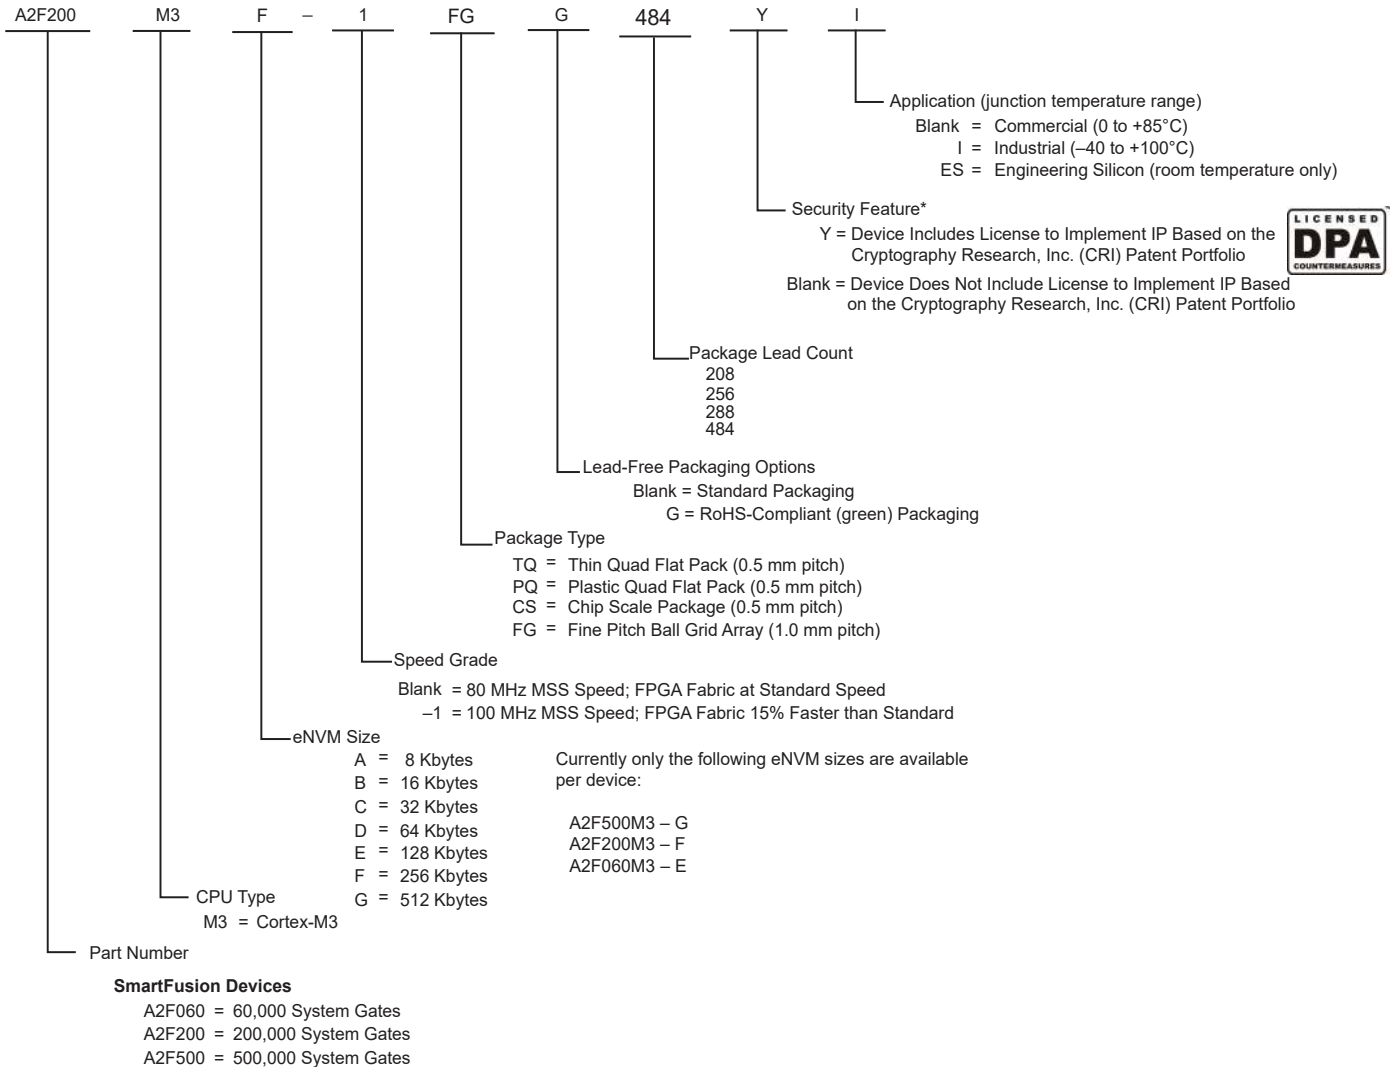 A2F200 M3 F – 1 FG G 484 Y I
Application (junction temperature range)
Blank = Commercial (0 to +85°C)
I = Industrial (–40 to +100°C)
ES = Engineering Silicon (room temperature only)
Security Feature*
Y = Device Includes License to Implement IP Based on the
Cryptography Research, Inc. (CRI) Patent Portfolio
LICENSED
DPA
COUNTERMEASURES
Blank = Device Does Not Include License to Implement IP Based
on the Cryptography Research, Inc. (CRI) Patent Portfolio
Package Lead Count
208
256
288
484
Lead-Free Packaging Options
Blank = Standard Packaging
G = RoHS-Compliant (green) Packaging
Package Type
TQ = Thin Quad Flat Pack (0.5 mm pitch)
PQ = Plastic Quad Flat Pack (0.5 mm pitch)
CS = Chip Scale Package (0.5 mm pitch)
FG = Fine Pitch Ball Grid Array (1.0 mm pitch)
Speed Grade
Blank = 80 MHz MSS Speed; FPGA Fabric at Standard Speed
–1 = 100 MHz MSS Speed; FPGA Fabric 15% Faster than Standard
eNVM Size
A = 8 Kbytes
B = 16 Kbytes
C = 32 Kbytes
D = 64 Kbytes
E = 128 Kbytes
F = 256 Kbytes
G = 512 Kbytes
Currently only the following eNVM sizes are available
per device:
A2F500M3 – G
A2F200M3 – F
A2F060M3 – E
CPU Type
M3 = Cortex-M3
Part Number
SmartFusion Devices
A2F060 = 60,000 System Gates
A2F200 = 200,000 System Gates
A2F500 = 500,000 System Gates